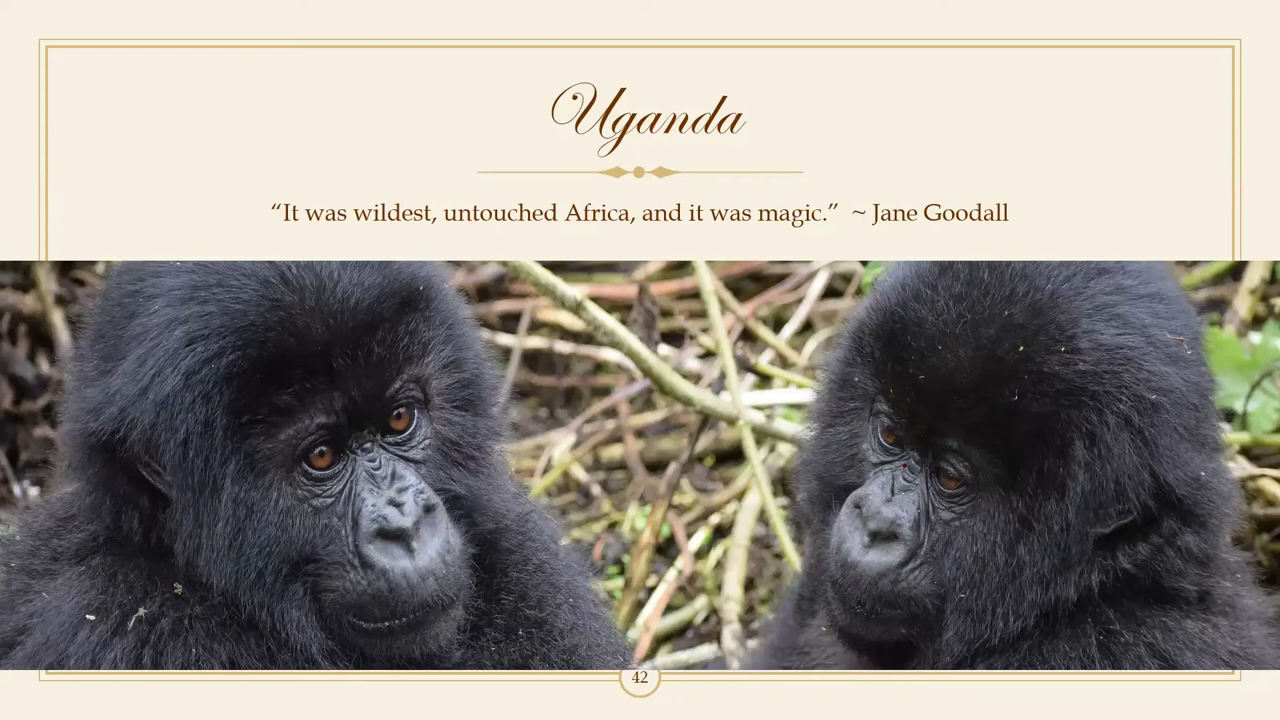 Uganda
“It was wildest, untouched Africa, and it was magic.”  ~ Jane Goodall
42